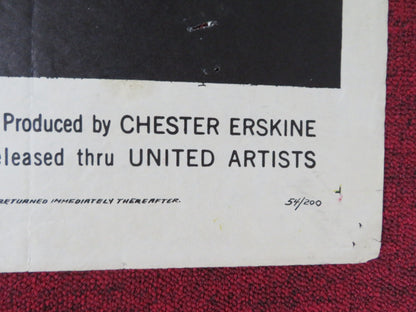 Produced by CHESTER ERSKINE
eleased thru UNITED ARTISTS
RETURNED IMMEDIATELY THEREAFTER. 54/200